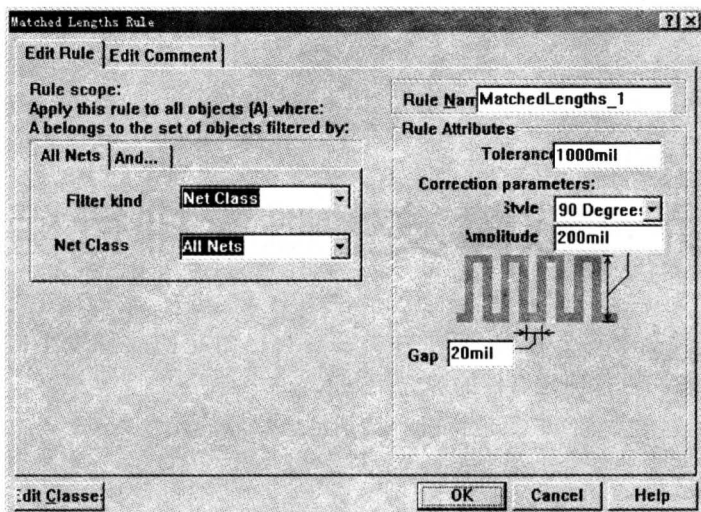 Matched Lengths Rule
Edit Rule
Edit Comment
Rule scope:
Apply this rule to all objects (A) where:
A belongs to the set of objects filtered by:
All Nets
And...
Filter kind
Net Class
Net Class
All Nets
Rule Nam
MatchedLengths_1
Rule Attributes
Toleranc
1000mil
Correction parameters:
Style
90 Degree:
Amplitude
200mil
Gap
20mil
Edit Classe:
OK
Cancel
Help